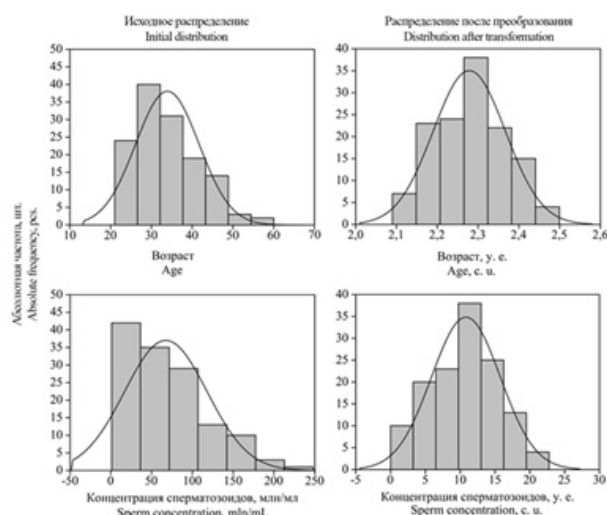 Исходное распределение
Initial distribution
Распределение после преобразования
Distribution after transformation
Абсолютная частота, шт.
Absolute frequency, pcs.
50
45
40
35
30
25
20
15
10
5
0
10 20 30 40 50 60 70
Возраст
Age
40
35
30
25
20
15
10
5
0
2,0 2,1 2,2 2,3 2,4 2,5 2,6
Возраст, у. е.
Age, c. u.
50
45
40
35
30
25
20
15
10
5
0
-50 0 50 100 150 200 250
Концентрация сперматозоидов, млн/мл
Sperm concentration, mln/mL
40
35
30
25
20
15
10
5
0
-5 0 5 10 15 20 25 30
Концентрация сперматозоидов, у. е.
Sperm concentration, c. u.